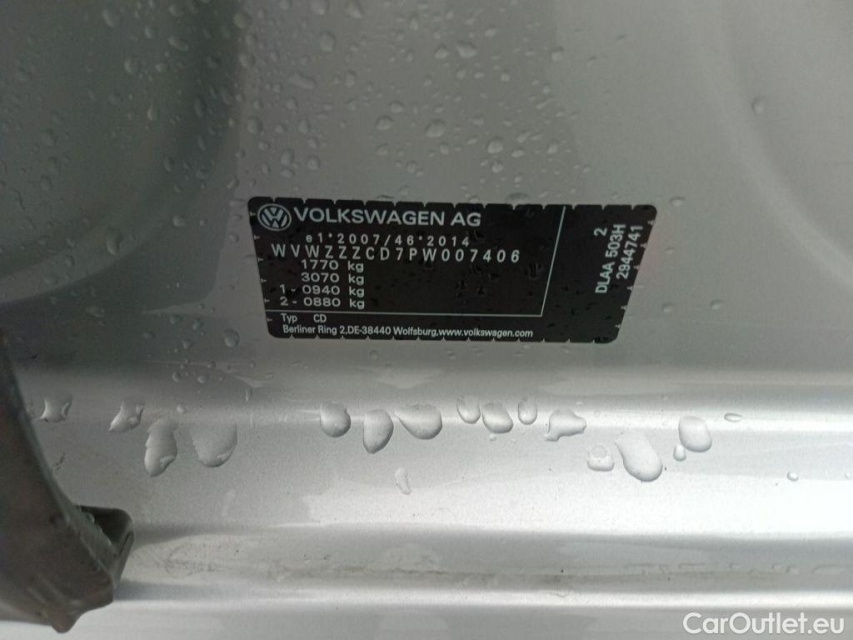 VOLKSWAGEN AG
e1*2007/46*2014
WVWZZZCD7PW007406
1770 kg
3070 kg
1 - 0940 kg
2 - 0880 kg
Typ CD
Berliner Ring 2,DE-38440 Wolfsburg,www.volkswagen.com
2
DLAA 503H
2944741
CarOutlet.eu